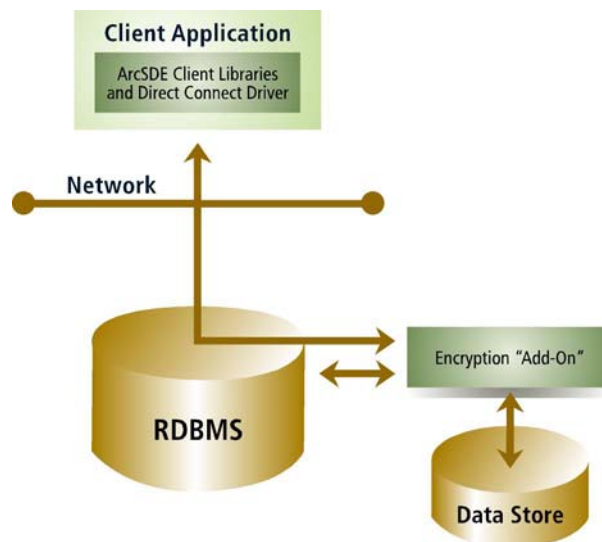 Client Application
ArcSDE Client Libraries
and Direct Connect Driver
Network
Encryption "Add-On"
RDBMS
Data Store